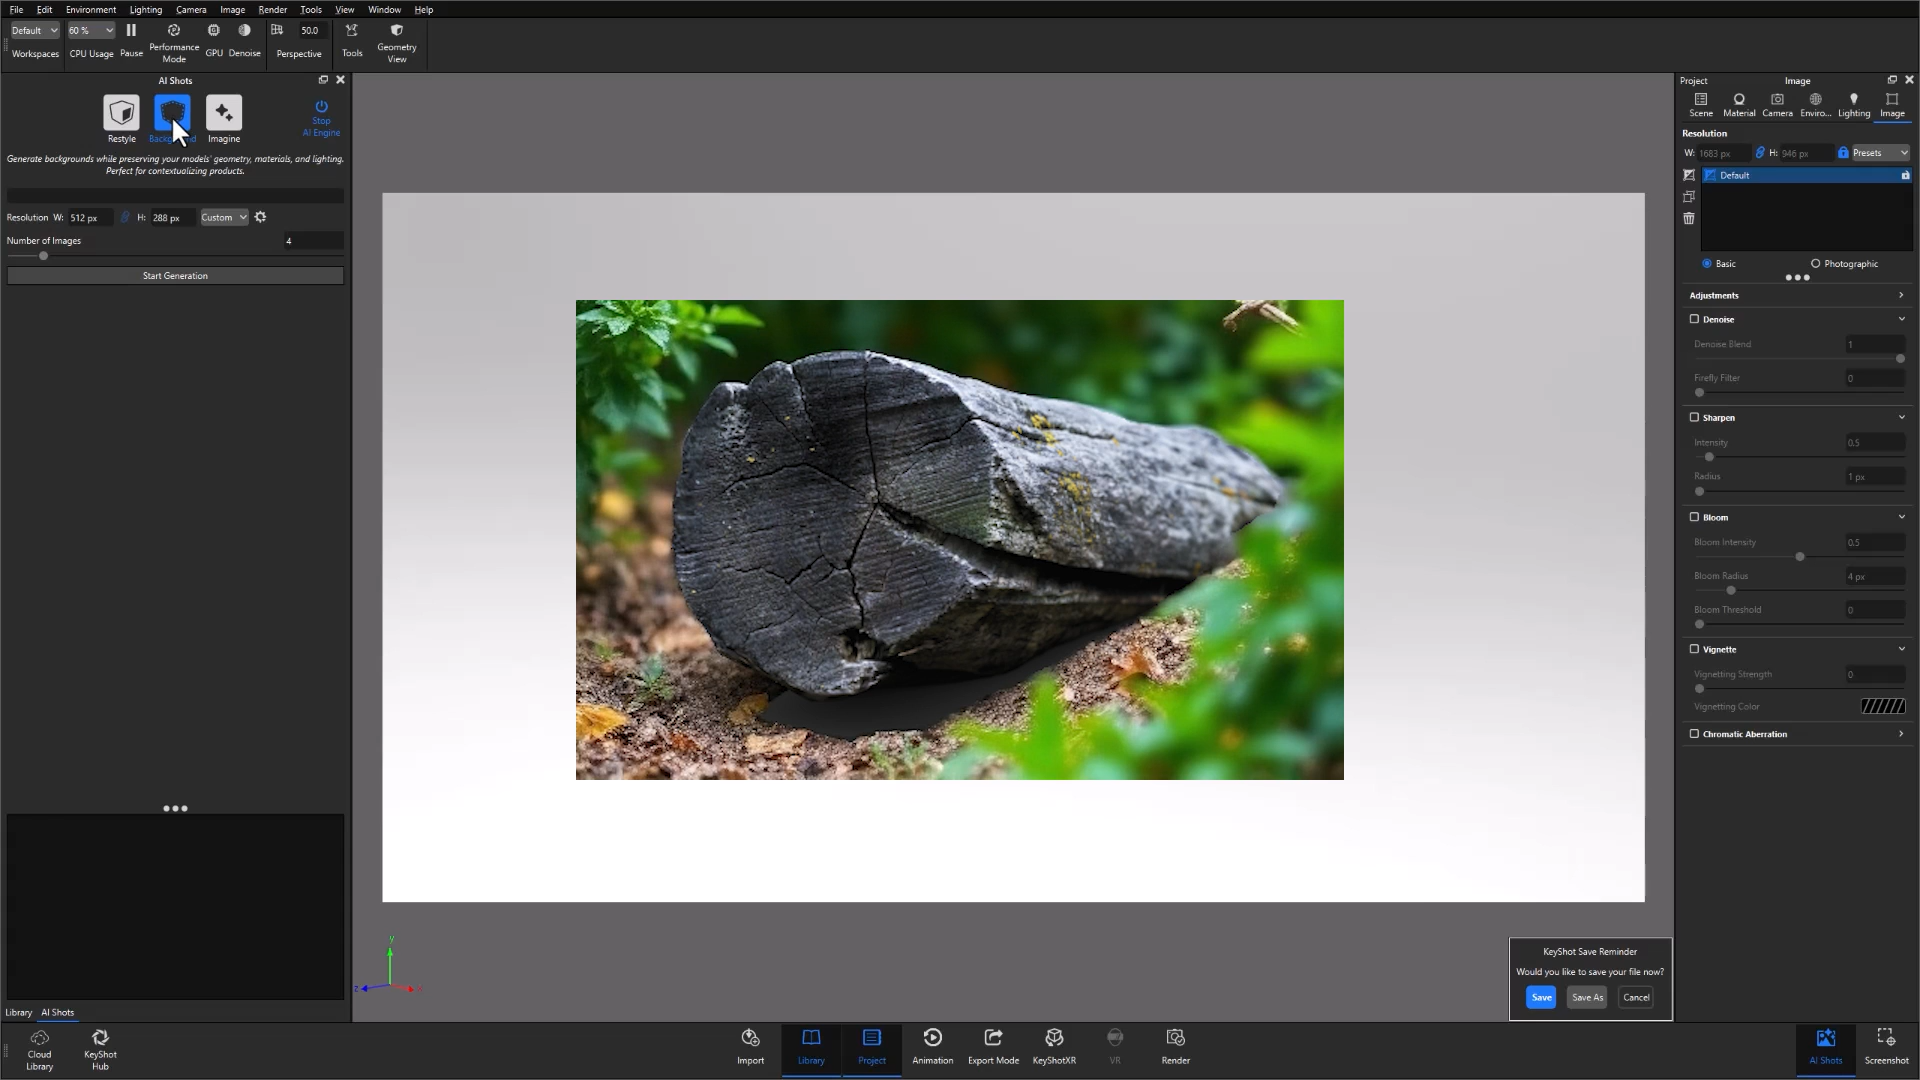 File Edit Environment Lighting Camera Image Render Tools View Window Help
Default 60 % 50.0
Workspaces CPU Usage Pause Performance Mode GPU Denoise Perspective Tools Geometry View
AI Shots
Restyle Imagine
Stop
AI Engine
Generate backgrounds while preserving your models' geometry, materials, and lighting.
Perfect for contextualizing products.
Resolution W: 512 px H: 288 px Custom
Number of Images 4
Start Generation
Library AI Shots
Project Image
Scene Material Camera Enviro... Lighting Image
Resolution
W: 1683 px H: 946 px Presets
Default
Basic Photographic
Adjustments
Denoise
Denoise Blend 1
Firefly Filter 0
Sharpen
Intensity 0.5
Radius 1 px
Bloom
Bloom Intensity 0.5
Bloom Radius 4 px
Bloom Threshold 0
Vignette
Vignetting Strength 0
Vignetting Color
Chromatic Aberration
y
z x
KeyShot Save Reminder
Would you like to save your file now?
Save Save As Cancel
Cloud Library KeyShot Hub Import Library Project Animation Export Mode KeyShotXR VR Render AI Shots Screenshot